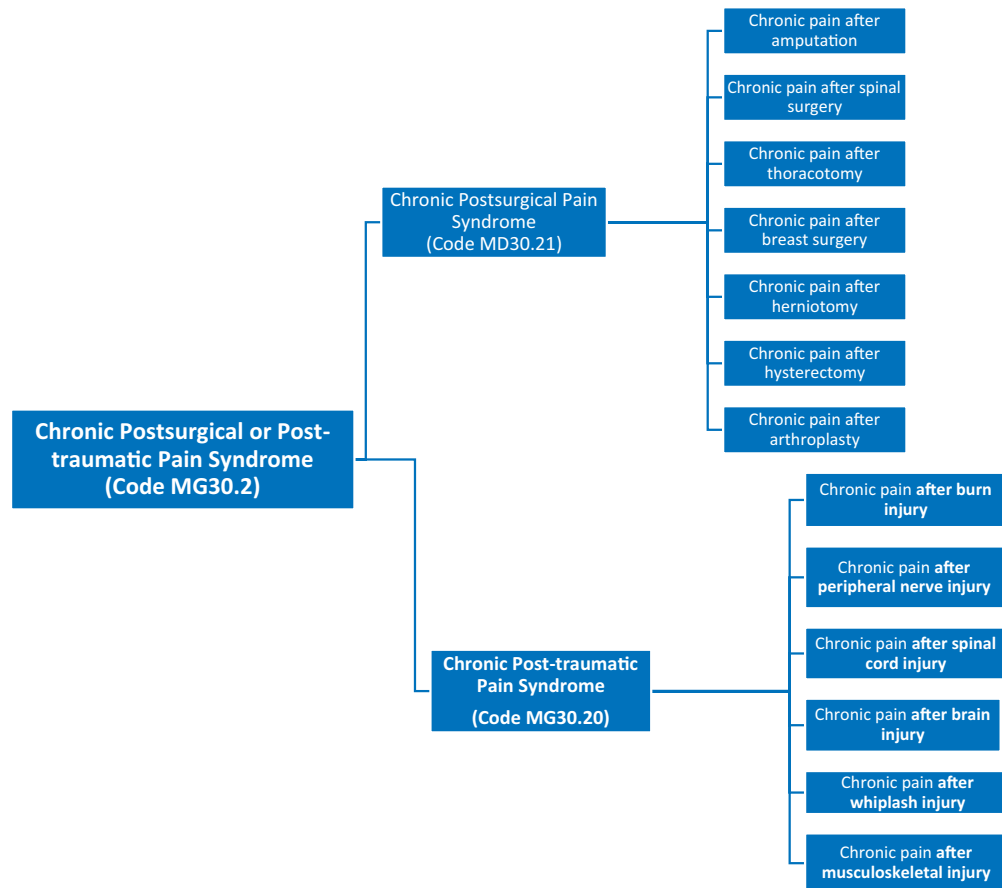 Chronic pain after
amputation
Chronic pain after spinal
surgery
Chronic pain after
thoracotomy
Chronic Postsurgical Pain
Syndrome
(Code MD30.21)
Chronic pain after
breast surgery
Chronic pain after
herniotomy
Chronic pain after
hysterectomy
Chronic pain after
arthroplasty
Chronic Postsurgical or Post-
traumatic Pain Syndrome
(Code MG30.2)
Chronic pain after burn
injury
Chronic pain after
peripheral nerve injury
Chronic pain after spinal
cord injury
Chronic Post-traumatic
Pain Syndrome
(Code MG30.20)
Chronic pain after brain
injury
Chronic pain after
whiplash injury
Chronic pain after
musculoskeletal injury